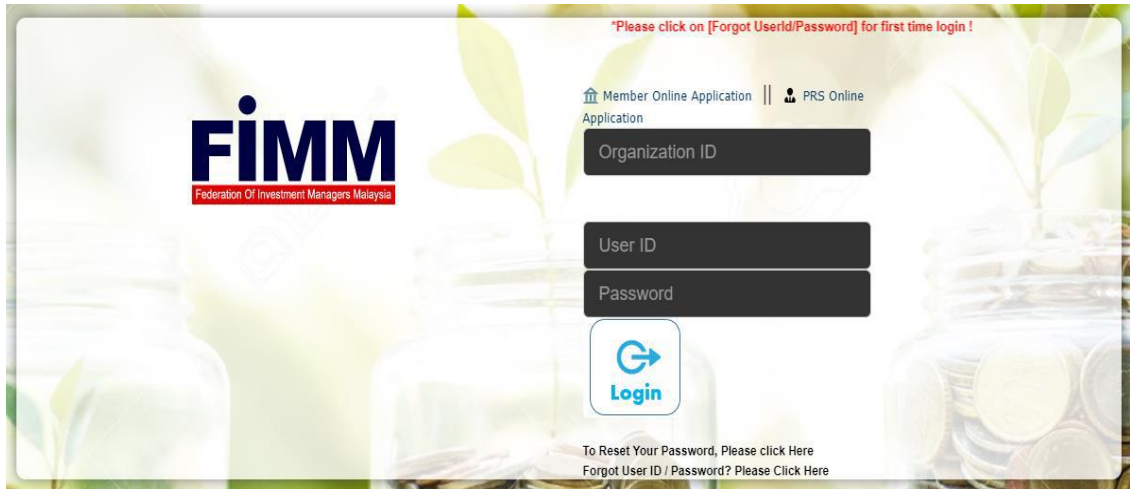 *Please click on [Forgot UserId/Password] for first time login !
Member Online Application || PRS Online
Application
FiMM
Federation Of Investment Managers Malaysia
Organization ID
User ID
Password
Login
To Reset Your Password, Please click Here
Forgot User ID / Password? Please Click Here